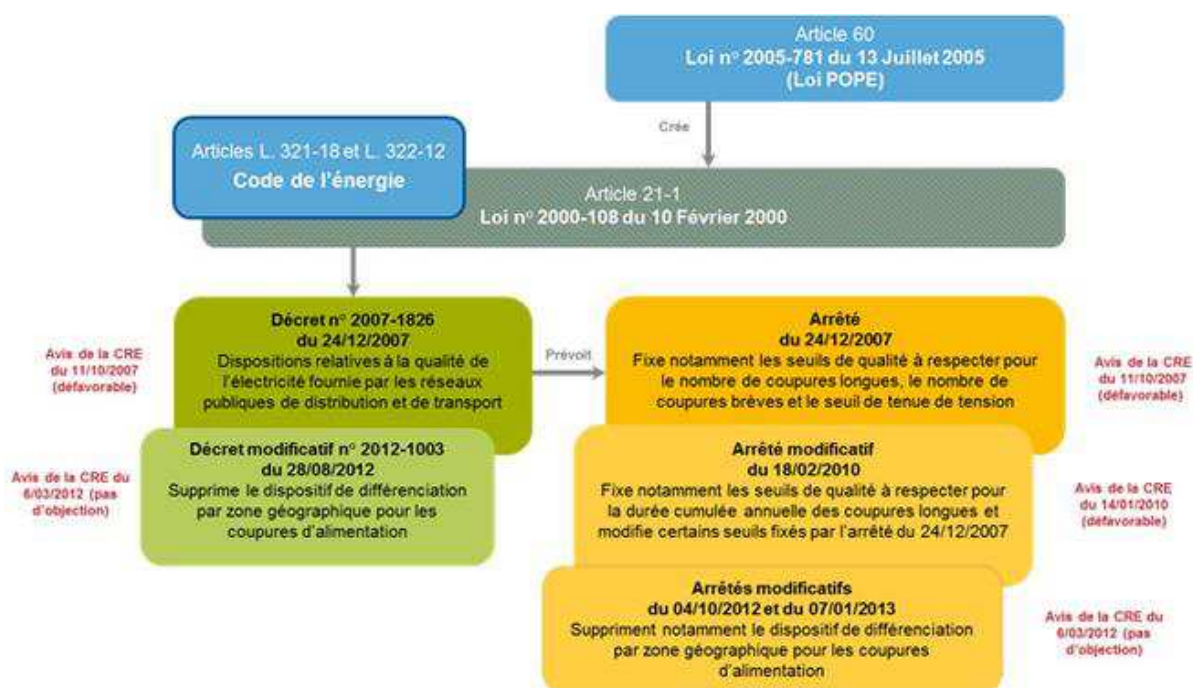 Article 60
Loi n° 2005-781 du 13 Juillet 2005
(Loi POPE)
Crée
Articles L. 321-18 et L. 322-12
Code de l'énergie
Article 21-1
Loi n° 2000-108 du 10 Février 2000
Avis de la CRE
du 11/10/2007
(défavorable)
Décret n° 2007-1826
du 24/12/2007
Dispositions relatives à la qualité de
l'électricité fournie par les réseaux
publiques de distribution et de transport
Prévoit
Arrêté
du 24/12/2007
Fixe notamment les seuils de qualité à respecter pour
le nombre de coupures longues, le nombre de
coupures brèves et le seuil de tenue de tension
Avis de la CRE
du 11/10/2007
(défavorable)
Avis de la CRE du
6/03/2012 (pas
d'objection)
Décret modificatif n° 2012-1003
du 28/08/2012
Supprime le dispositif de différenciation
par zone géographique pour les
coupures d'alimentation
Arrêté modificatif
du 18/02/2010
Fixe notamment les seuils de qualité à respecter pour
la durée cumulée annuelle des coupures longues et
modifie certains seuils fixés par l'arrêté du 24/12/2007
Avis de la CRE
du 14/01/2010
(défavorable)
Arrêtés modificatifs
du 04/10/2012 et du 07/01/2013
Suppriment notamment le dispositif de différenciation
par zone géographique pour les coupures
d'alimentation
Avis de la CRE du
6/03/2012 (pas
d'objection)